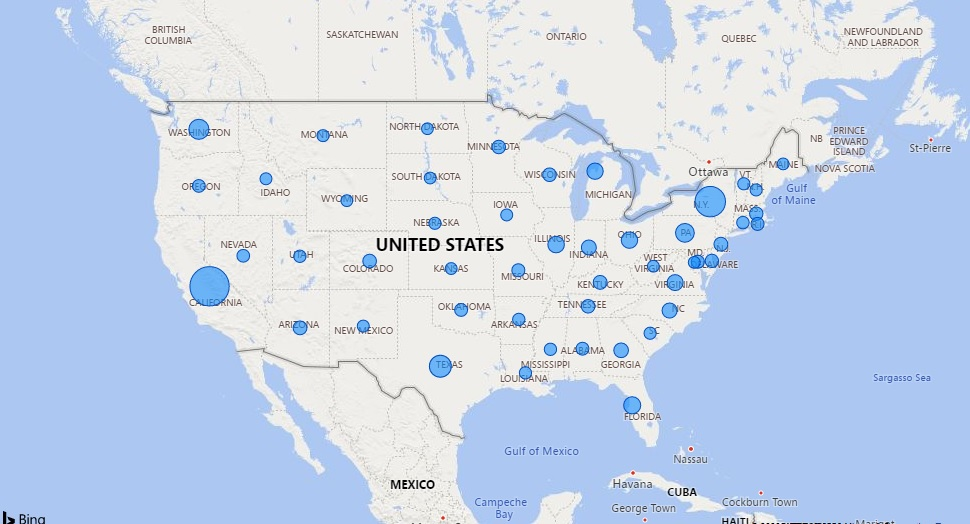 BRITISH
COLUMBIA
SASKATCHEWAN
ONTARIO
QUEBEC
NEWFOUNDLAND
AND LABRADOR
WASHINGTON
MONTANA
NORTH DAKOTA
MINNESOTA
NB
PRINCE
EDWARD
ISLAND
St-Pierre
NOVA SCOTIA
Ottawa
MAINE
OREGON
IDAHO
SOUTH DAKOTA
WISCONSIN
MICHIGAN
VT.
Gulf
of Maine
WYOMING
IOWA
N.Y.
MASS
NEBRASKA
NEVADA
UTAH
UNITED STATES
ILLINOIS
INDIANA
OHIO
PA
NJ
COLORADO
KANSAS
MISSOURI
WEST
VIRGINIA
MD
DELAWARE
KENTUCKY
VIRGINIA
CALIFORNIA
OKLAHOMA
TENNESSEE
NC
ARIZONA
NEW MEXICO
ARKANSAS
SC
TEXAS
MISSISSIPPI
ALABAMA
GEORGIA
LOUISIANA
Sargasso Sea
FLORIDA
Gulf of Mexico
Nassau
MEXICO
Havana
CUBA
Campeche
Bay
George Town
Cockburn Town
HAITI
Bing